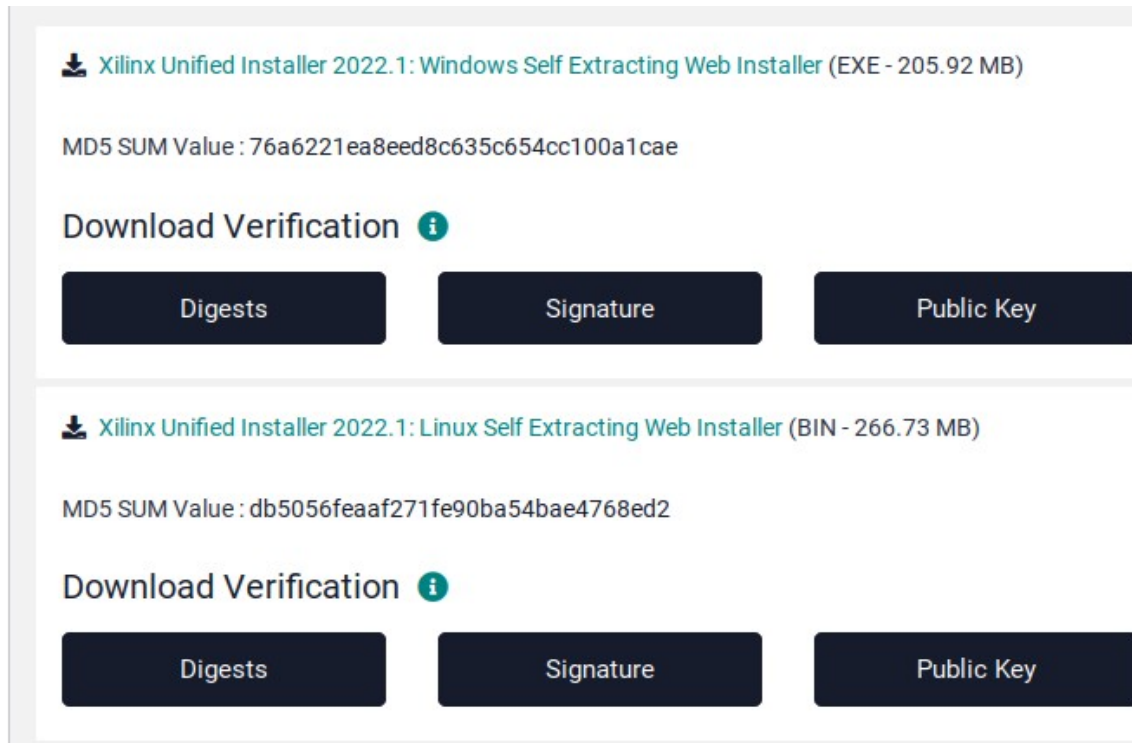 Xilinx Unified Installer 2022.1: Windows Self Extracting Web Installer (EXE - 205.92 MB)
MD5 SUM Value : 76a6221ea8eed8c635c654cc100a1cae
Download Verification
Digests
Signature
Public Key
Xilinx Unified Installer 2022.1: Linux Self Extracting Web Installer (BIN - 266.73 MB)
MD5 SUM Value : db5056feaaf271fe90ba54bae4768ed2
Download Verification
Digests
Signature
Public Key